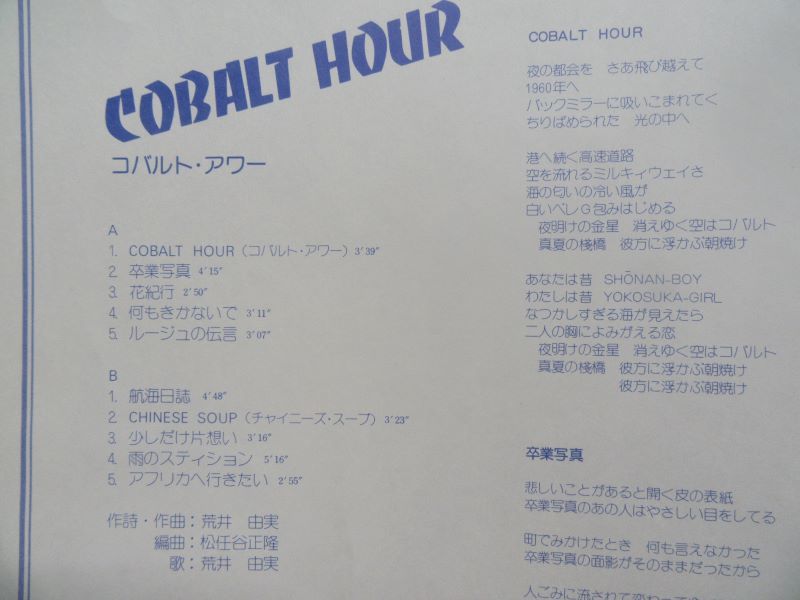 COBALT HOUR
コバルト・アワー
A
1. COBALT HOUR（コバルト・アワー）3′39″
2. 卒業写真 4′15″
3. 花紀行 2′50″
4. 何もきかないで 3′11″
5. ルージュの伝言 3′07″
B
1. 航海日誌 4′48″
2. CHINESE SOUP（チャイニーズ・スープ）3′23″
3. 少しだけ片想い 3′16″
4. 雨のスティション 5′16″
5. アフリカへ行きたい 2′55″
作詩・作曲：荒井　由実
編曲：松任谷正隆
歌：荒井　由実
COBALT HOUR
夜の都会を　さあ飛び越えて
1960年へ
バックミラーに吸いこまれてく
ちりばめられた　光の中へ
港へ続く高速道路
空を流れるミルキィウェイさ
海の匂いの冷い風が
白いベレG包みはじめる
夜明けの金星　消えゆく空はコバルト
真夏の桟橋　彼方に浮かぶ朝焼け
あなたは昔　SHŌNAN-BOY
わたしは昔　YOKOSUKA-GIRL
なつかしすぎる海が見えたら
二人の胸によみがえる恋
夜明けの金星　消えゆく空はコバルト
真夏の桟橋　彼方に浮かぶ朝焼け
彼方に浮かぶ朝焼け
卒業写真
悲しいことがあると開く皮の表紙
卒業写真のあの人はやさしい目をしてる
町でみかけたとき　何も言えなかった
卒業写真の面影がそのままだったから
人ごみに流されて変わって